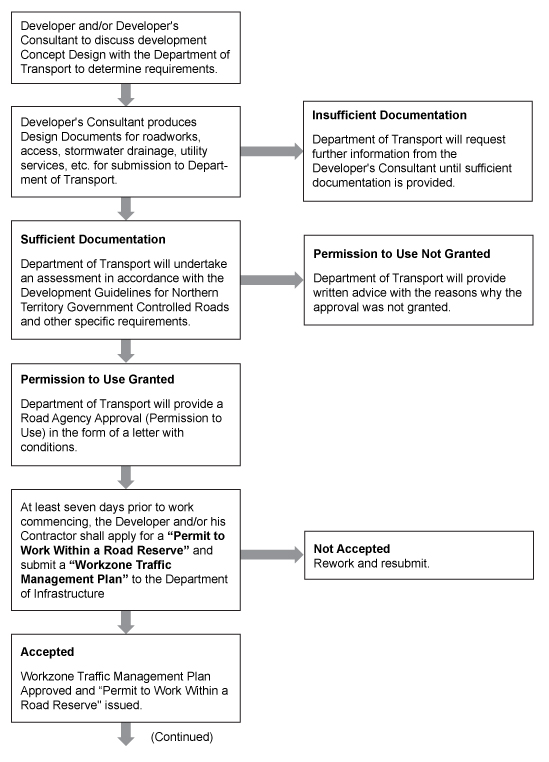 Developer and/or Developer's
Consultant to discuss development
Concept Design with the Department of
Transport to determine requirements.
Developer's Consultant produces
Design Documents for roadworks,
access, stormwater drainage, utility
services, etc. for submission to Depart-
ment of Transport.
Insufficient Documentation
Department of Transport will request
further information from the
Developer's Consultant until sufficient
documentation is provided.
Sufficient Documentation
Department of Transport will undertake
an assessment in accordance with the
Development Guidelines for Northern
Territory Government Controlled Roads
and other specific requirements.
Permission to Use Not Granted
Department of Transport will provide
written advice with the reasons why the
approval was not granted.
Permission to Use Granted
Department of Transport will provide a
Road Agency Approval (Permission to
Use) in the form of a letter with
conditions.
At least seven days prior to work
commencing, the Developer and/or his
Contractor shall apply for a “Permit to
Work Within a Road Reserve” and
submit a “Workzone Traffic
Management Plan” to the Department
of Infrastructure
Not Accepted
Rework and resubmit.
Accepted
Workzone Traffic Management Plan
Approved and “Permit to Work Within a
Road Reserve” issued.
(Continued)